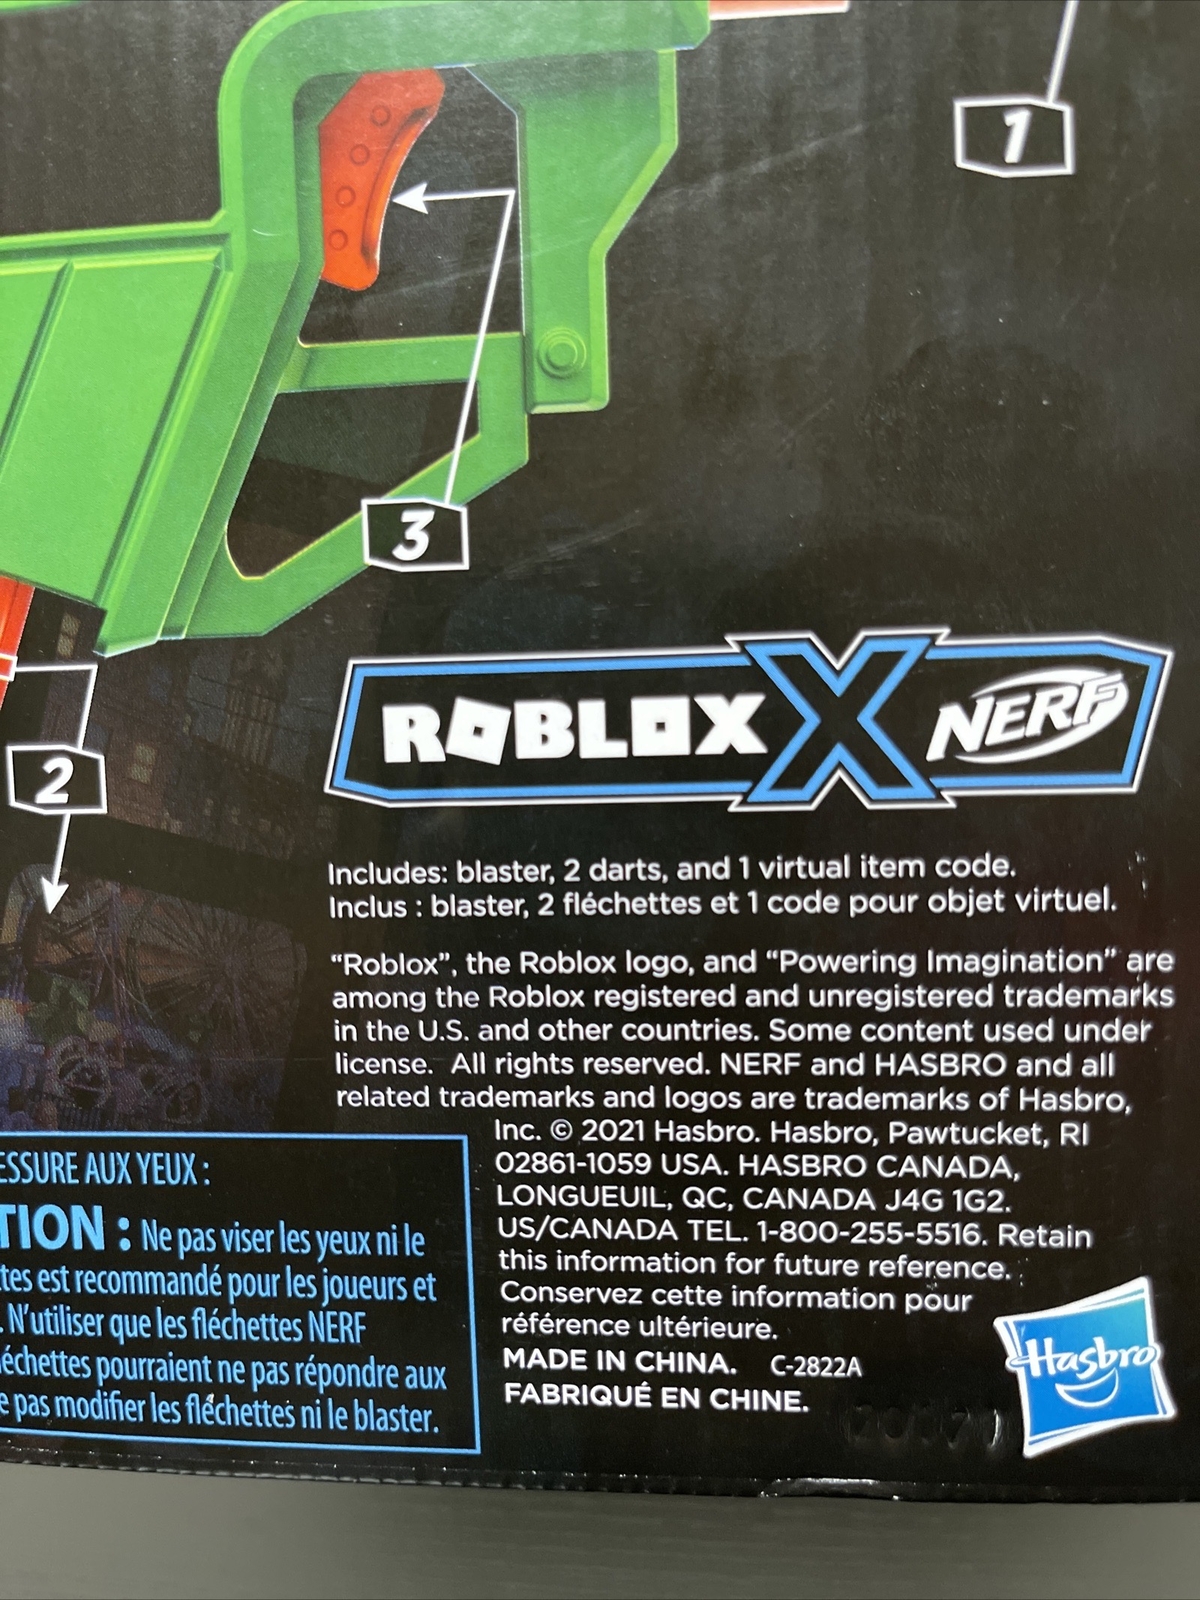 1
3
2
ROBLOX X NERF
Includes: blaster, 2 darts, and 1 virtual item code.
Inclus : blaster, 2 fléchettes et 1 code pour objet virtuel.
“Roblox”, the Roblox logo, and “Powering Imagination” are
among the Roblox registered and unregistered trademarks
in the U.S. and other countries. Some content used under
license. All rights reserved. NERF and HASBRO and all
related trademarks and logos are trademarks of Hasbro,
Inc. © 2021 Hasbro. Hasbro, Pawtucket, RI
02861-1059 USA. HASBRO CANADA,
LONGUEUIL, QC, CANADA J4G 1G2.
US/CANADA TEL. 1-800-255-5516. Retain
this information for future reference.
Conservez cette information pour
référence ultérieure.
MADE IN CHINA. C-2822A
FABRIQUÉ EN CHINE.
Hasbro
ESSURE AUX YEUX :
TION : Ne pas viser les yeux ni le
tes est recommandé pour les joueurs et
. N’utiliser que les fléchettes NERF
léchettes pourraient ne pas répondre aux
e pas modifier les fléchettes ni le blaster.